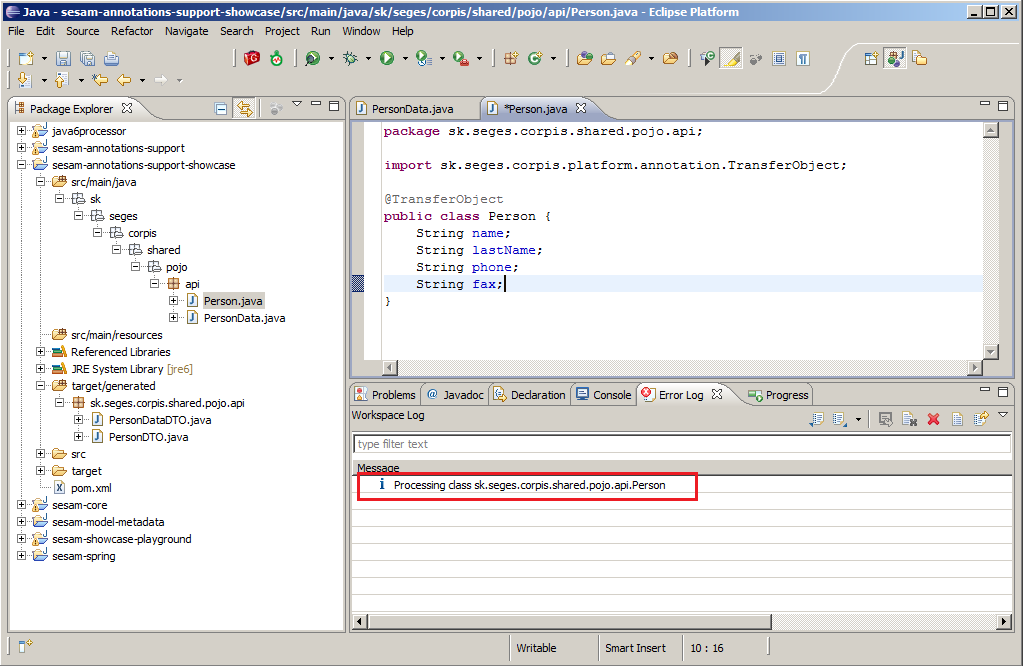 Java - sesam-annotations-support-showcase/src/main/java/sk/seges/corpis/shared/pojo/api/Person.java - Eclipse Platform
File Edit Source Refactor Navigate Search Project Run Window Help
Package Explorer
java6processor
sesam-annotations-support
sesam-annotations-support-showcase
src/main/java
sk
seges
corpis
shared
pojo
api
Person.java
PersonData.java
src/main/resources
Referenced Libraries
JRE System Library [jre6]
target/generated
sk.seges.corpis.shared.pojo.api
PersonDataDTO.java
PersonDTO.java
src
target
pom.xml
sesam-core
sesam-model-metadata
sesam-showcase-playground
sesam-spring
PersonData.java *Person.java
package sk.seges.corpis.shared.pojo.api;
import sk.seges.corpis.platform.annotation.TransferObject;
@TransferObject
public class Person {
String name;
String lastName;
String phone;
String fax;
}
Problems @ Javadoc Declaration Console Error Log Progress
Workspace Log
type filter text
Message
Processing class sk.seges.corpis.shared.pojo.api.Person
Writable Smart Insert 10 : 16